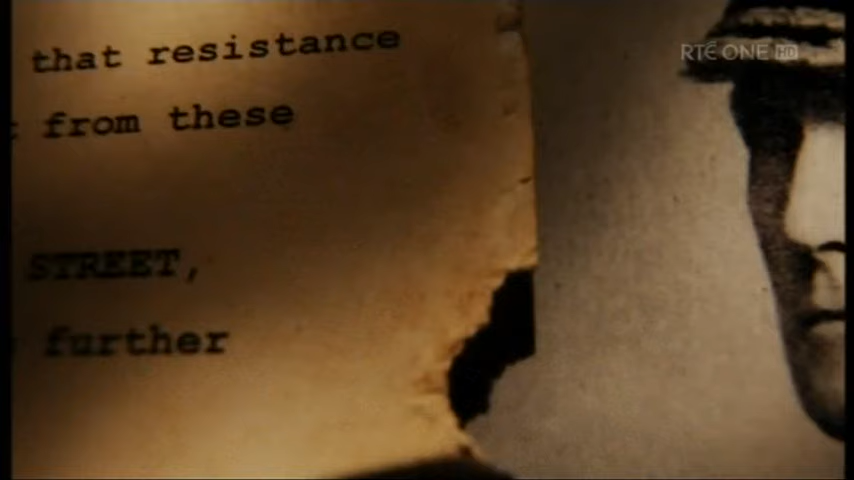 that resistance
from these
STREET,
further
RTÉ ONE HD